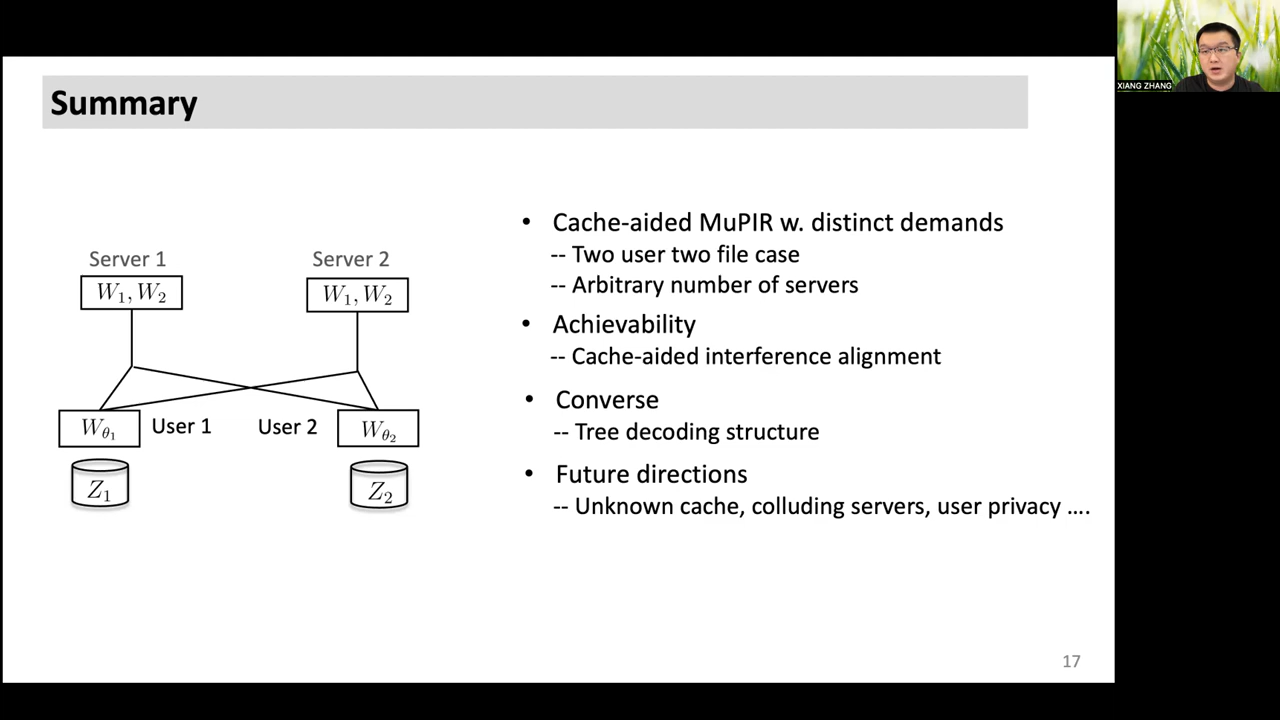 XIANG ZHANG
Summary
Server 1
Server 2
W₁, W₂
W₁, W₂
W_θ₁
User 1
User 2
W_θ₂
Z₁
Z₂
• Cache-aided MuPIR w. distinct demands
-- Two user two file case
-- Arbitrary number of servers
• Achievability
-- Cache-aided interference alignment
• Converse
-- Tree decoding structure
• Future directions
-- Unknown cache, colluding servers, user privacy ....
17